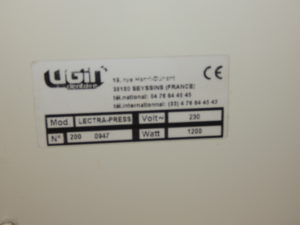 UGIN
dentaire
19, rue Henri-Dunant
38180 SEYSSINS (FRANCE)
tél.national: 04 76 84 45 45
tél.international: (33) 4 76 84 45 45
CE
Mod. LECTRA-PRESS Volt~ 230
N° 200 0947 Watt 1200